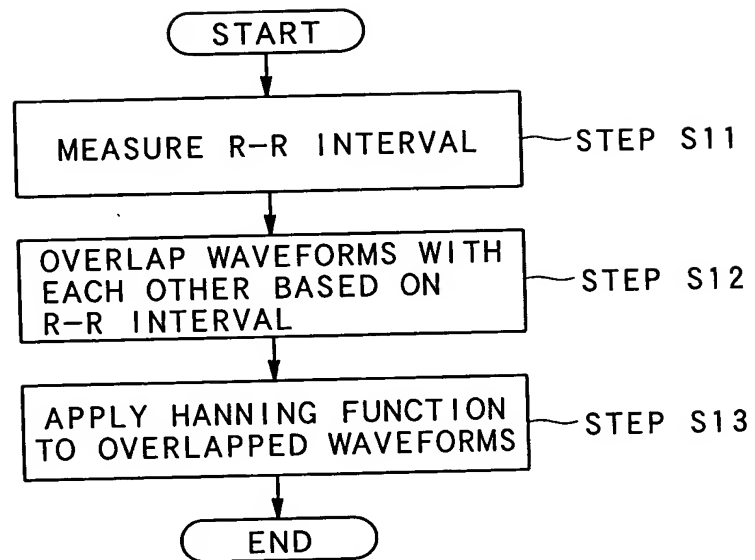 START
MEASURE R-R INTERVAL
STEP S11
OVERLAP WAVEFORMS WITH
EACH OTHER BASED ON
R-R INTERVAL
STEP S12
APPLY HANNING FUNCTION
TO OVERLAPPED WAVEFORMS
STEP S13
END